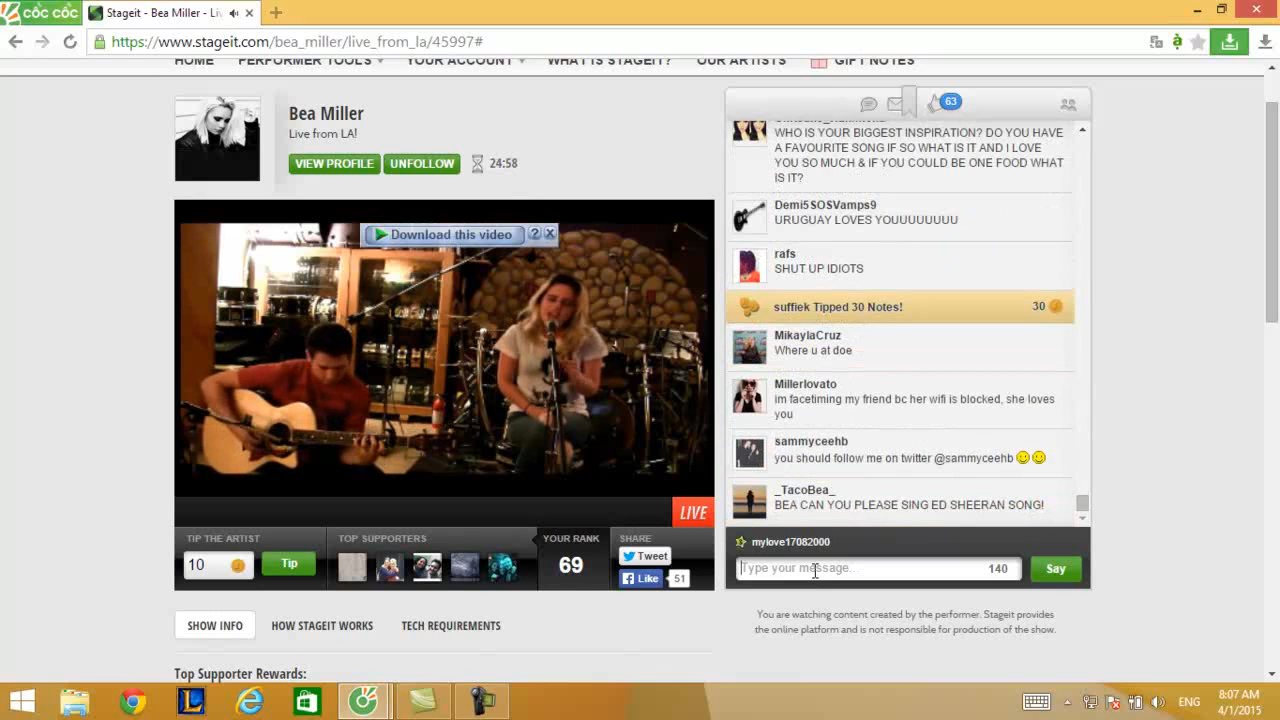 cốc cốc
Stageit - Bea Miller - Liv
https://www.stageit.com/bea_miller/live_from_la/45997#
HOME PERFORMER TOOLS YOUR ACCOUNT WHAT IS STAGEIT? OUR ARTISTS GIFT NOTES
Bea Miller
Live from LA!
VIEW PROFILE UNFOLLOW 24:58
Download this video ?
LIVE
TIP THE ARTIST
10 Tip
TOP SUPPORTERS
YOUR RANK
69
SHARE
Tweet
Like 51
SHOW INFO HOW STAGEIT WORKS TECH REQUIREMENTS
Top Supporter Rewards:
63
WHO IS YOUR BIGGEST INSPIRATION? DO YOU HAVE
A FAVOURITE SONG IF SO WHAT IS IT AND I LOVE
YOU SO MUCH & IF YOU COULD BE ONE FOOD WHAT
IS IT?
Demi5SOSVamps9
URUGUAY LOVES YOUUUUUUUU
rafs
SHUT UP IDIOTS
suffiek Tipped 30 Notes! 30
MikaylaCruz
Where u at doe
Millerlovato
im facetiming my friend bc her wifi is blocked, she loves
you
sammyceehb
you should follow me on twitter @sammyceehb
_TacoBea_
BEA CAN YOU PLEASE SING ED SHEERAN SONG!
mylove17082000
Type your message... 140 Say
You are watching content created by the performer. Stageit provides
the online platform and is not responsible for production of the show.
ENG
8:07 AM
4/1/2015